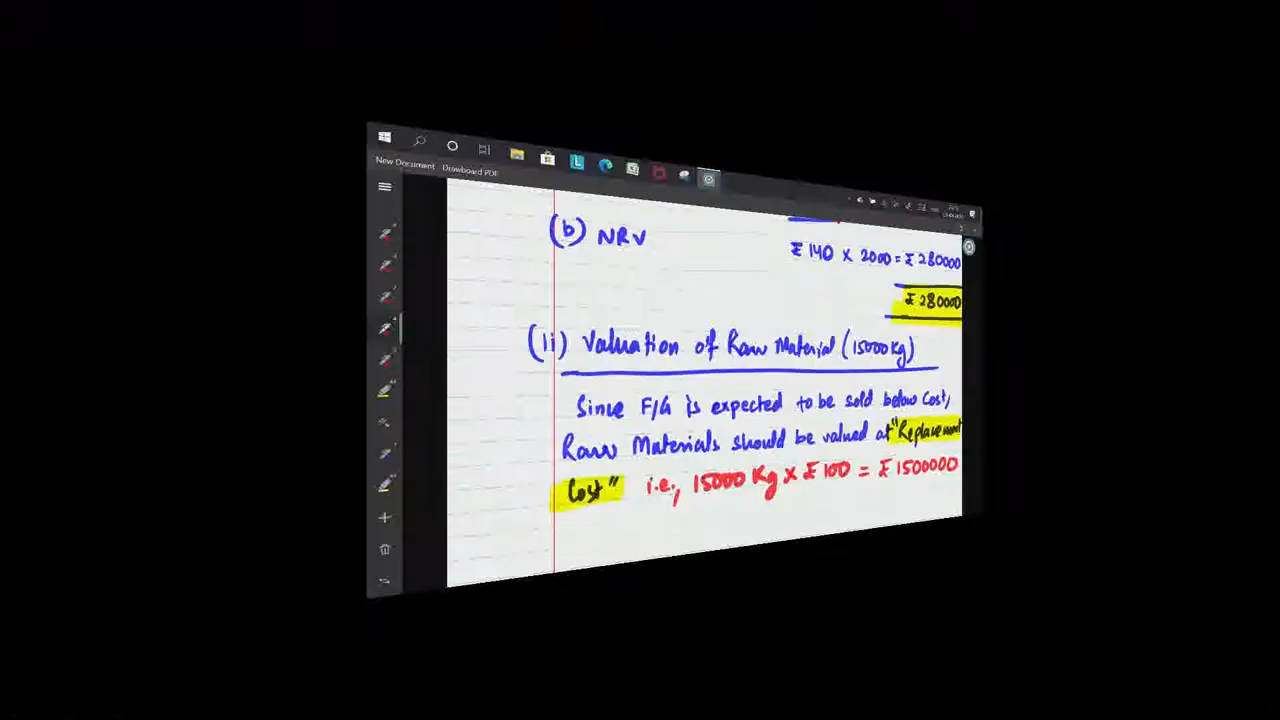 New Document - Drawboard PDF
(b) NRV
₹ 140 x 2000 = ₹ 280000
₹ 280000
(ii) Valuation of Raw Material (15000 Kg)
Since F/G is expected to be sold below Cost,
Raw Materials should be valued at "Replacement
Cost" i.e., 15000 Kg x ₹ 100 = ₹ 1500000